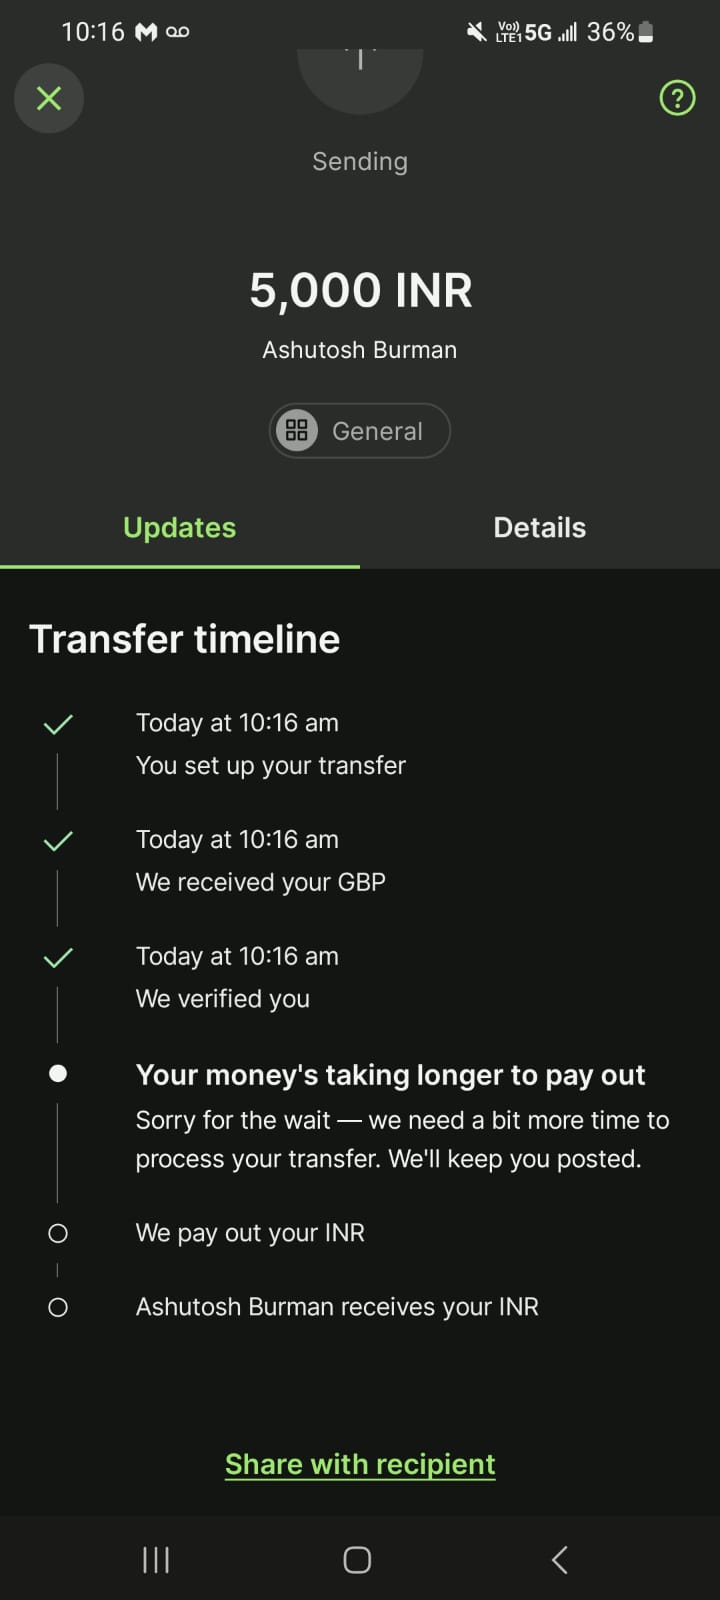 10:16 Vo)) LTE1 5G 36%
?
Sending
5,000 INR
Ashutosh Burman
General
Updates Details
Transfer timeline
Today at 10:16 am
You set up your transfer
Today at 10:16 am
We received your GBP
Today at 10:16 am
We verified you
Your money's taking longer to pay out
Sorry for the wait — we need a bit more time to
process your transfer. We'll keep you posted.
We pay out your INR
Ashutosh Burman receives your INR
Share with recipient